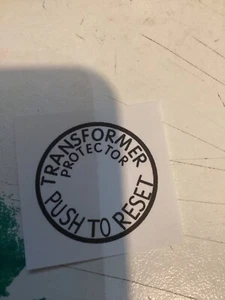 TRANSFORMER
PROTECTOR
PUSH TO RESET